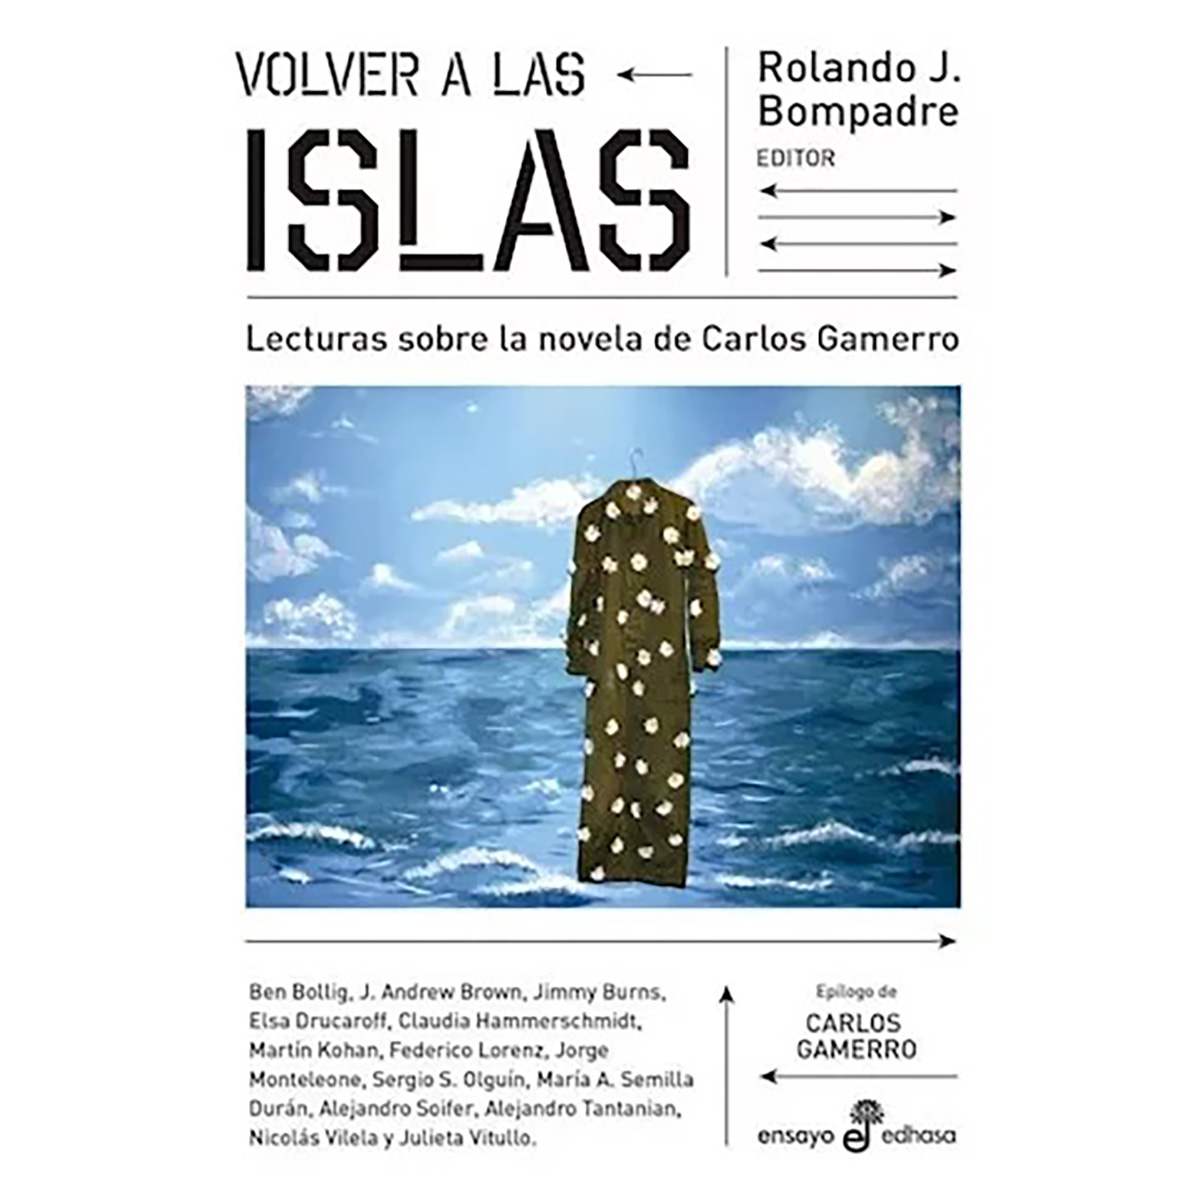 VOLVER A LAS
ISLAS
Rolando J.
Bompadre
EDITOR
Lecturas sobre la novela de Carlos Gamerro
Ben Bollig, J. Andrew Brown, Jimmy Burns,
Elsa Drucaroff, Claudia Hammerschmidt,
Martín Kohan, Federico Lorenz, Jorge
Monteleone, Sergio S. Olguín, María A. Semilla
Durán, Alejandro Soifer, Alejandro Tantanian,
Nicolás Vilela y Julieta Vitullo.
Epílogo de
CARLOS
GAMERRO
ensayo edhasa